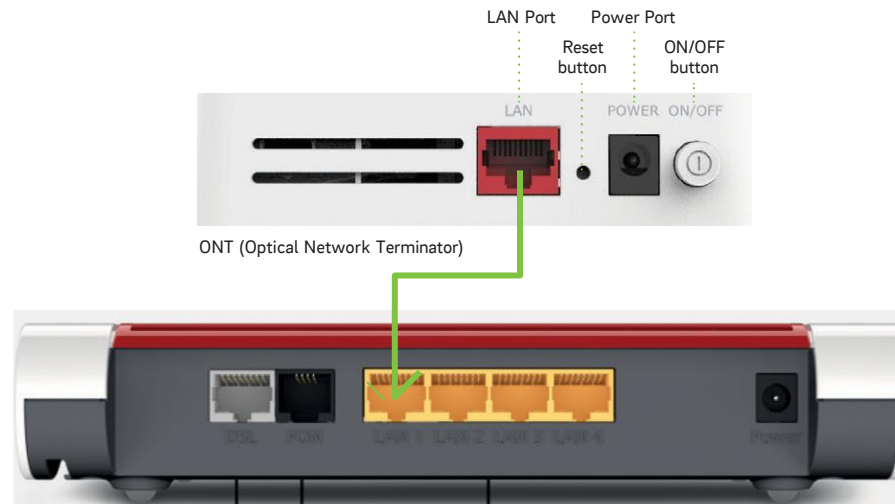 LAN Port
Power Port
Reset
button
ON/OFF
button
LAN
POWER
ON/OFF
ONT (Optical Network Terminator)
DSL
FON
LAN 1
LAN 2
LAN 3
LAN 4
Power